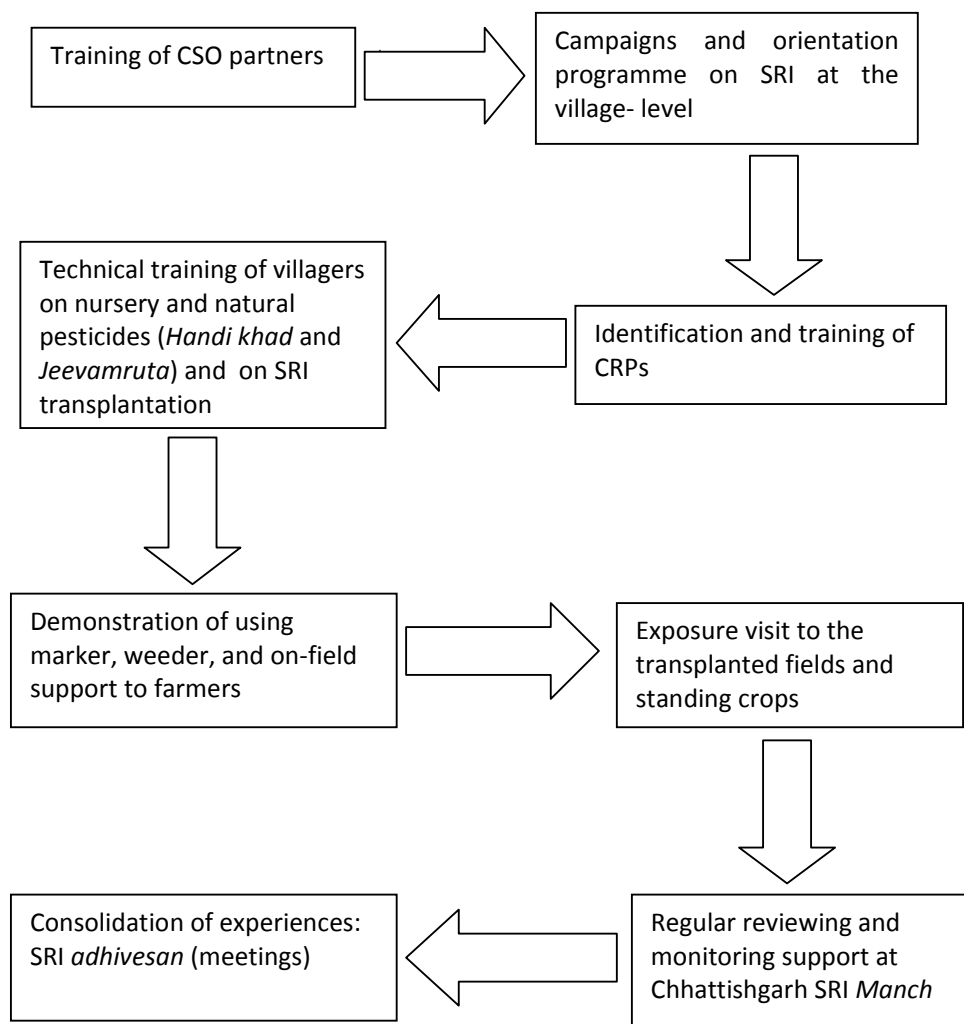 Training of CSO partners
Campaigns and orientation
programme on SRI at the
village- level
Identification and training of
CRPs
Technical training of villagers
on nursery and natural
pesticides (Handi khad and
Jeevamruta) and on SRI
transplantation
Demonstration of using
marker, weeder, and on-field
support to farmers
Exposure visit to the
transplanted fields and
standing crops
Regular reviewing and
monitoring support at
Chhattishgarh SRI Manch
Consolidation of experiences:
SRI adhivesan (meetings)